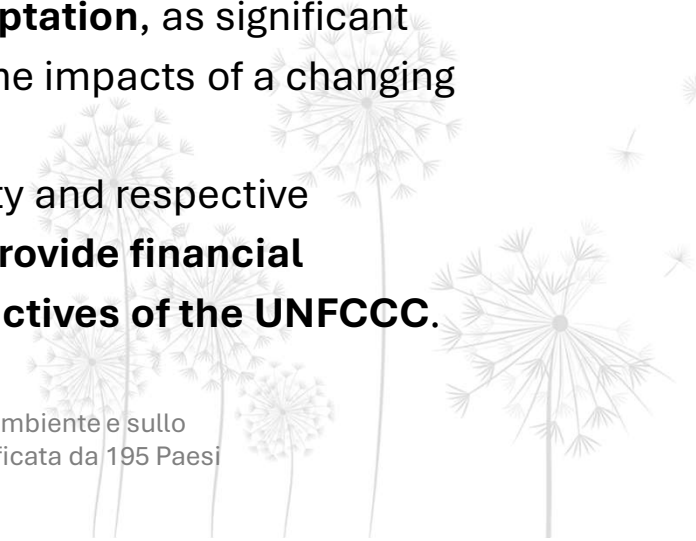 ptation, as significant
ne impacts of a changing
ty and respective
rovide financial
ctives of the UNFCCC.
mbiente e sullo
ficata da 195 Paesi